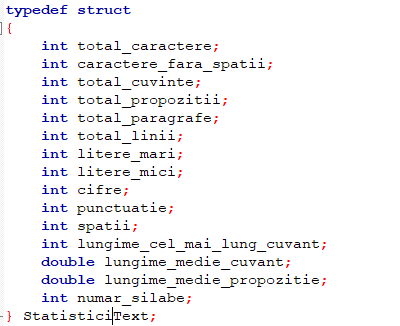 typedef struct
{
    int total_caractere;
    int caractere_fara_spatii;
    int total_cuvinte;
    int total_propozitii;
    int total_paragrafe;
    int total_linii;
    int litere_mari;
    int litere_mici;
    int cifre;
    int punctuatie;
    int spatii;
    int lungime_cel_mai_lung_cuvant;
    double lungime_medie_cuvant;
    double lungime_medie_propozitie;
    int numar_silabe;
} StatisticiText;